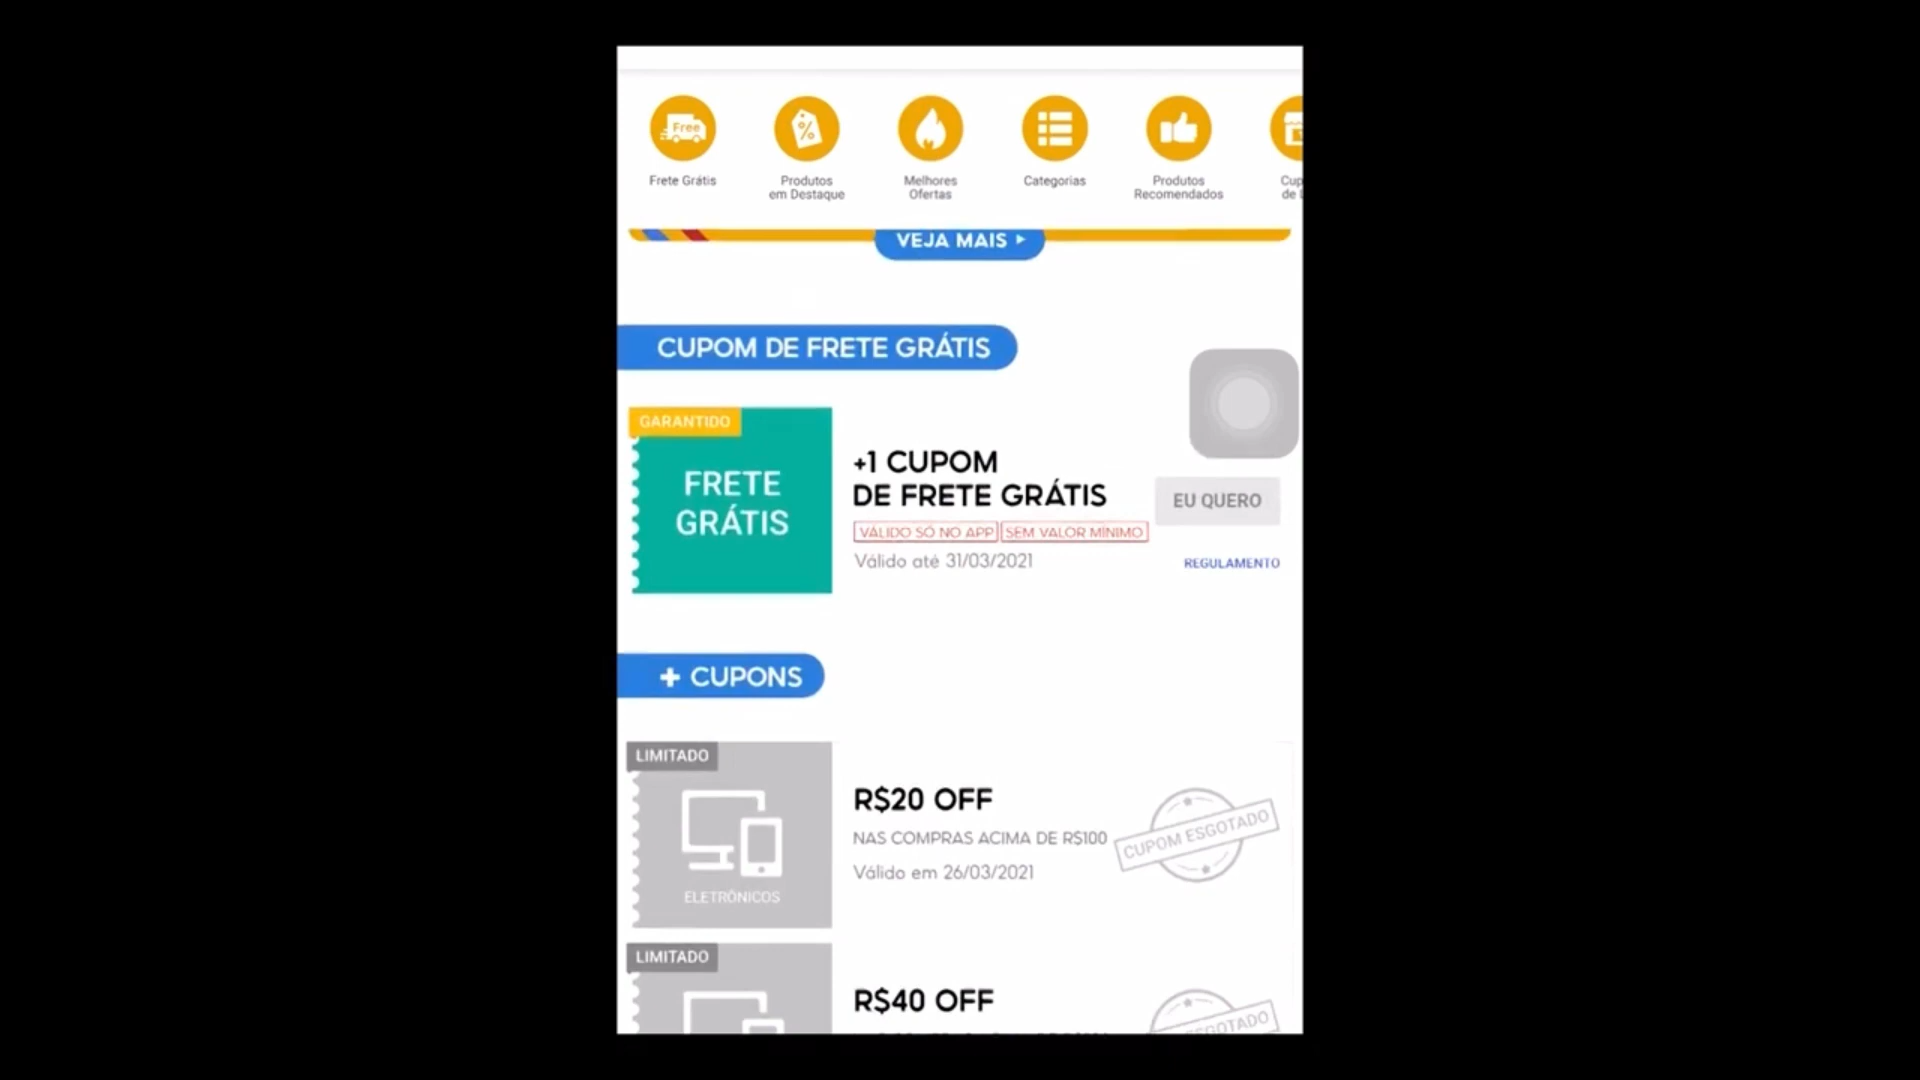 Free
Frete Grátis
Produtos
em Destaque
Melhores
Ofertas
Categorias
Produtos
Recomendados
VEJA MAIS
CUPOM DE FRETE GRÁTIS
GARANTIDO
FRETE
GRÁTIS
+1 CUPOM
DE FRETE GRÁTIS
VÁLIDO SÓ NO APP SEM VALOR MÍNIMO
Válido até 31/03/2021
EU QUERO
REGULAMENTO
+ CUPONS
LIMITADO
ELETRÔNICOS
R$20 OFF
NAS COMPRAS ACIMA DE R$100
Válido em 26/03/2021
CUPOM ESGOTADO
LIMITADO
R$40 OFF